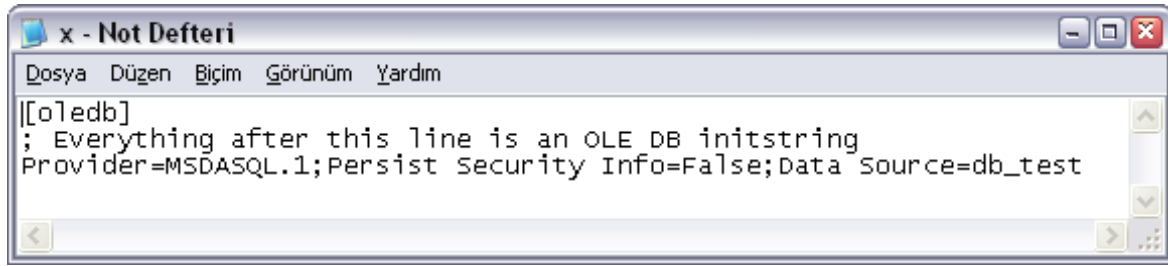 x - Not Defteri
Dosya Düzen Biçim Görünüm Yardım
[oledb]
; Everything after this line is an OLE DB initstring
Provider=MSDASQL.1;Persist Security Info=False;Data Source=db_test